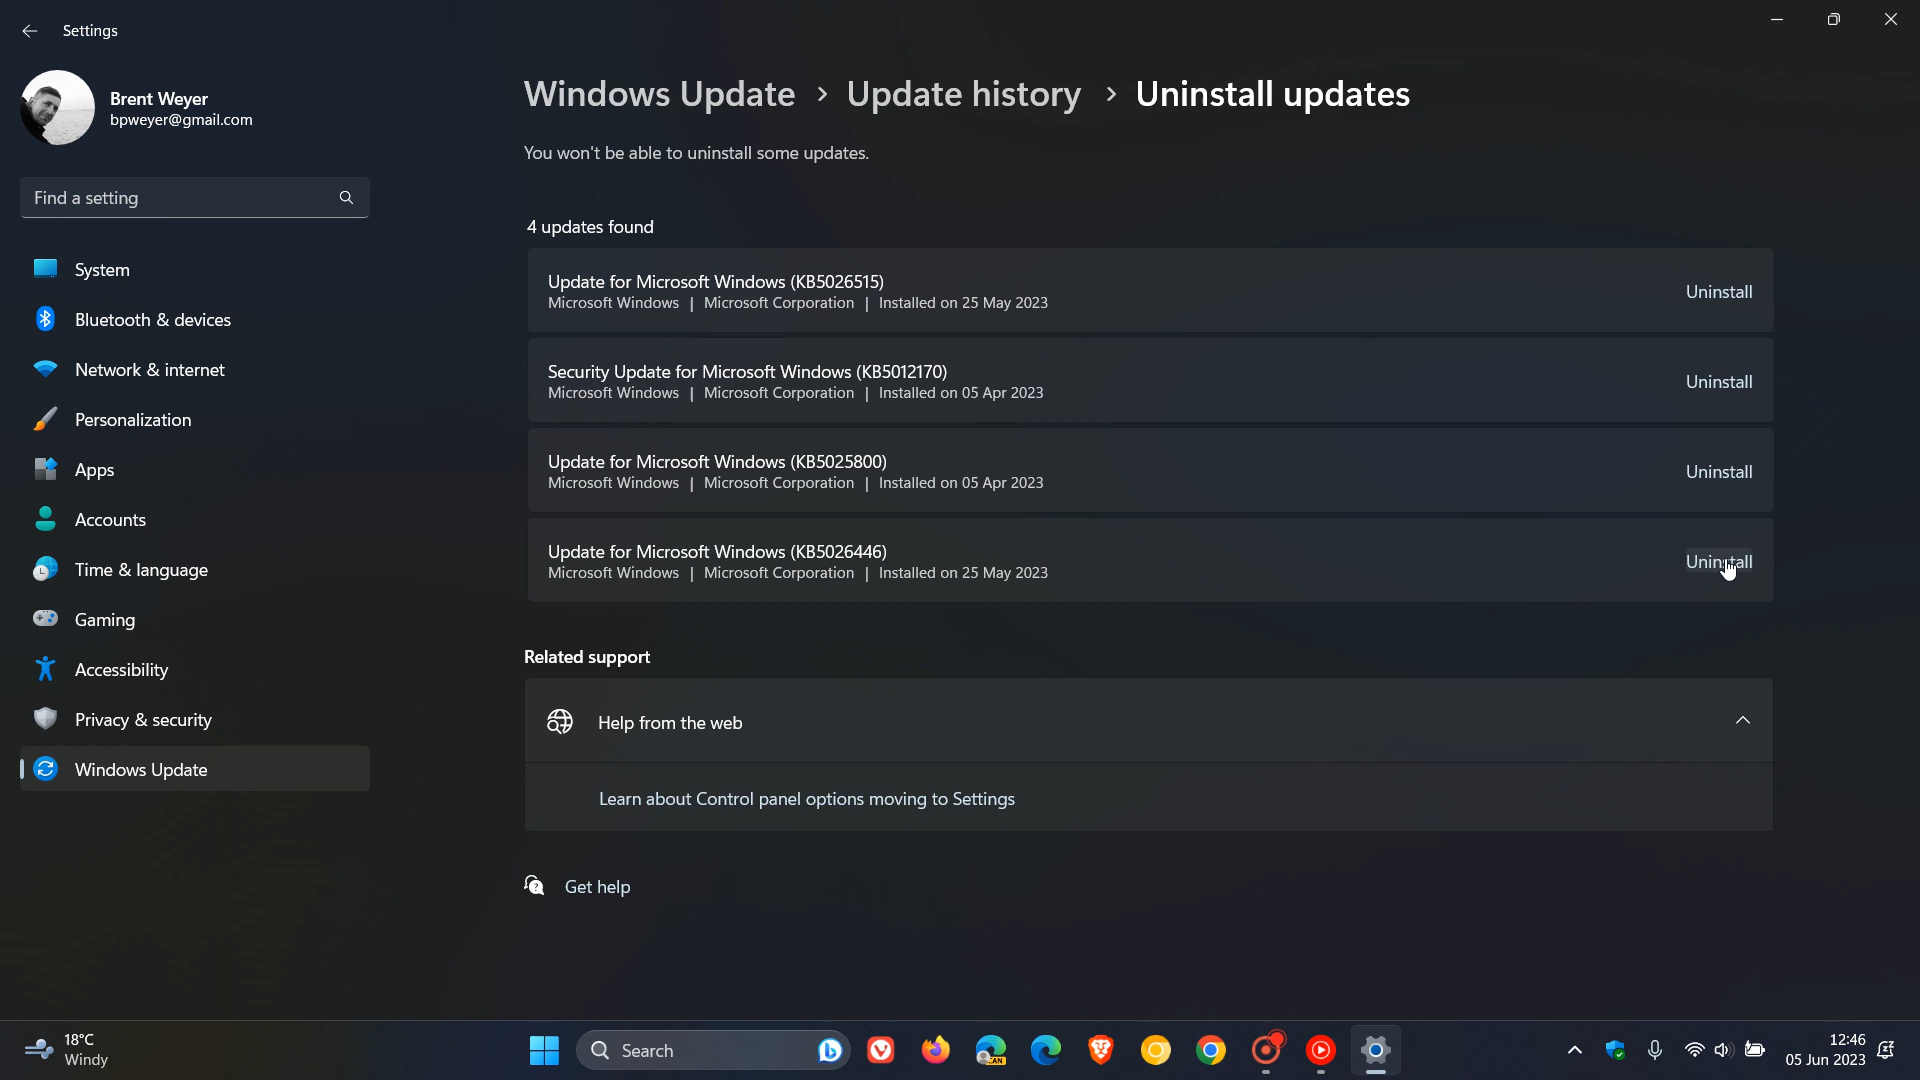 Settings
Brent Weyer
bpweyer@gmail.com
Find a setting
System
Bluetooth & devices
Network & internet
Personalization
Apps
Accounts
Time & language
Gaming
Accessibility
Privacy & security
Windows Update
Windows Update > Update history > Uninstall updates
You won't be able to uninstall some updates.
4 updates found
Update for Microsoft Windows (KB5026515)
Microsoft Windows | Microsoft Corporation | Installed on 25 May 2023
Uninstall
Security Update for Microsoft Windows (KB5012170)
Microsoft Windows | Microsoft Corporation | Installed on 05 Apr 2023
Uninstall
Update for Microsoft Windows (KB5025800)
Microsoft Windows | Microsoft Corporation | Installed on 05 Apr 2023
Uninstall
Update for Microsoft Windows (KB5026446)
Microsoft Windows | Microsoft Corporation | Installed on 25 May 2023
Uninstall
Related support
Help from the web
Learn about Control panel options moving to Settings
Get help
18°C
Windy
Search
CAN
12:46
05 Jun 2023